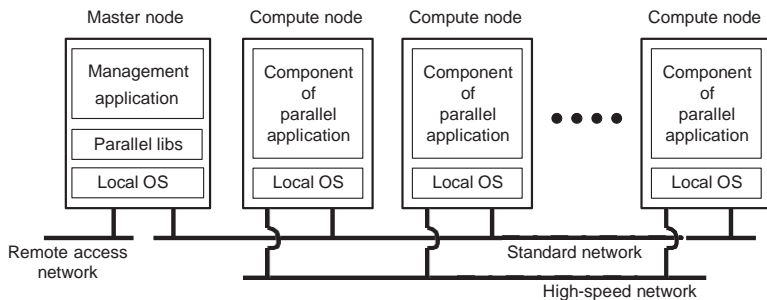 Master node
Compute node
Compute node
Compute node
Management
application
Parallel libs
Local OS
Component
of
parallel
application
Local OS
Component
of
parallel
application
Local OS
Component
of
parallel
application
Local OS
Remote access
network
Standard network
High-speed network